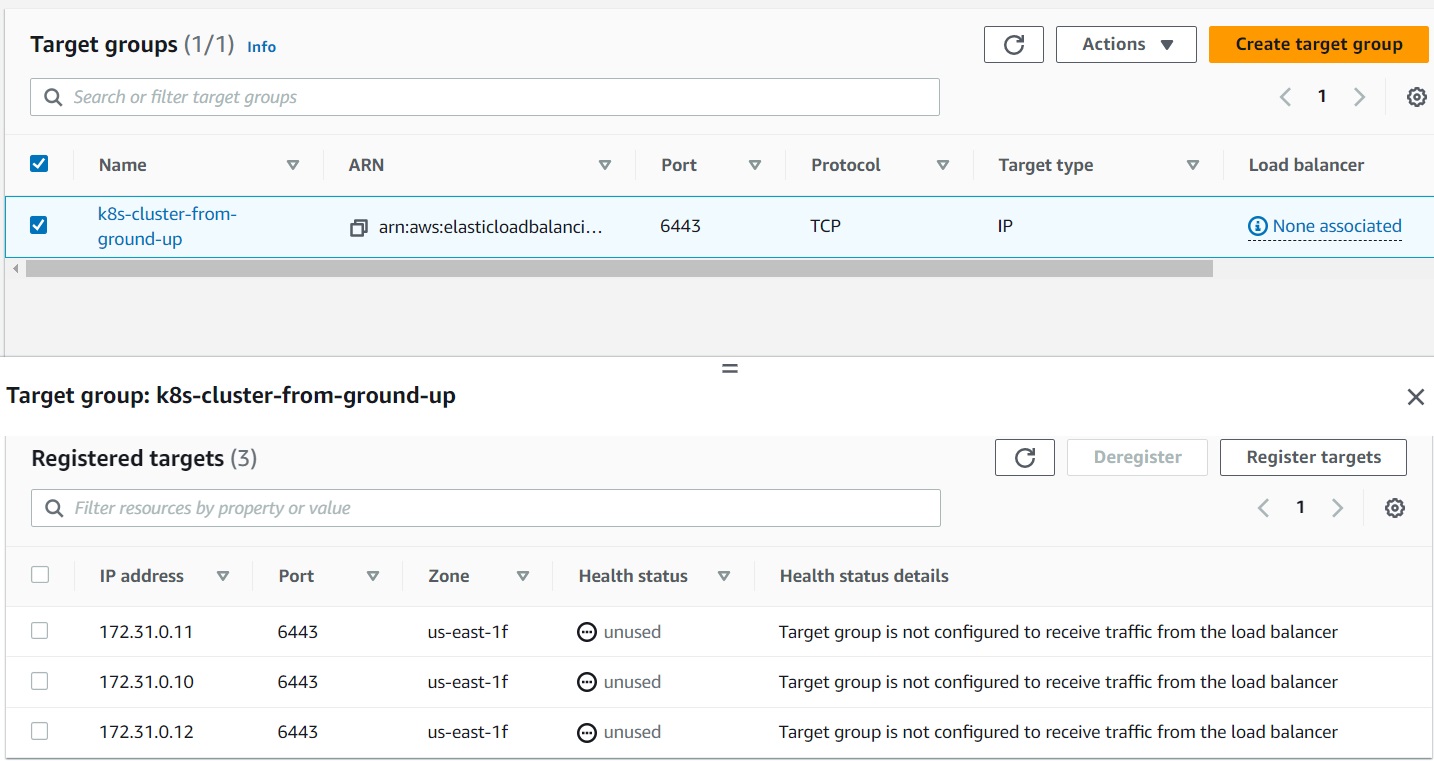 Target groups (1/1) Info
Actions
Create target group
Search or filter target groups
1
Name ARN Port Protocol Target type Load balancer
k8s-cluster-from-
ground-up
arn:aws:elasticloadbalanci... 6443 TCP IP None associated
Target group: k8s-cluster-from-ground-up
Registered targets (3)
Deregister
Register targets
Filter resources by property or value
1
IP address Port Zone Health status Health status details
172.31.0.11 6443 us-east-1f unused Target group is not configured to receive traffic from the load balancer
172.31.0.10 6443 us-east-1f unused Target group is not configured to receive traffic from the load balancer
172.31.0.12 6443 us-east-1f unused Target group is not configured to receive traffic from the load balancer